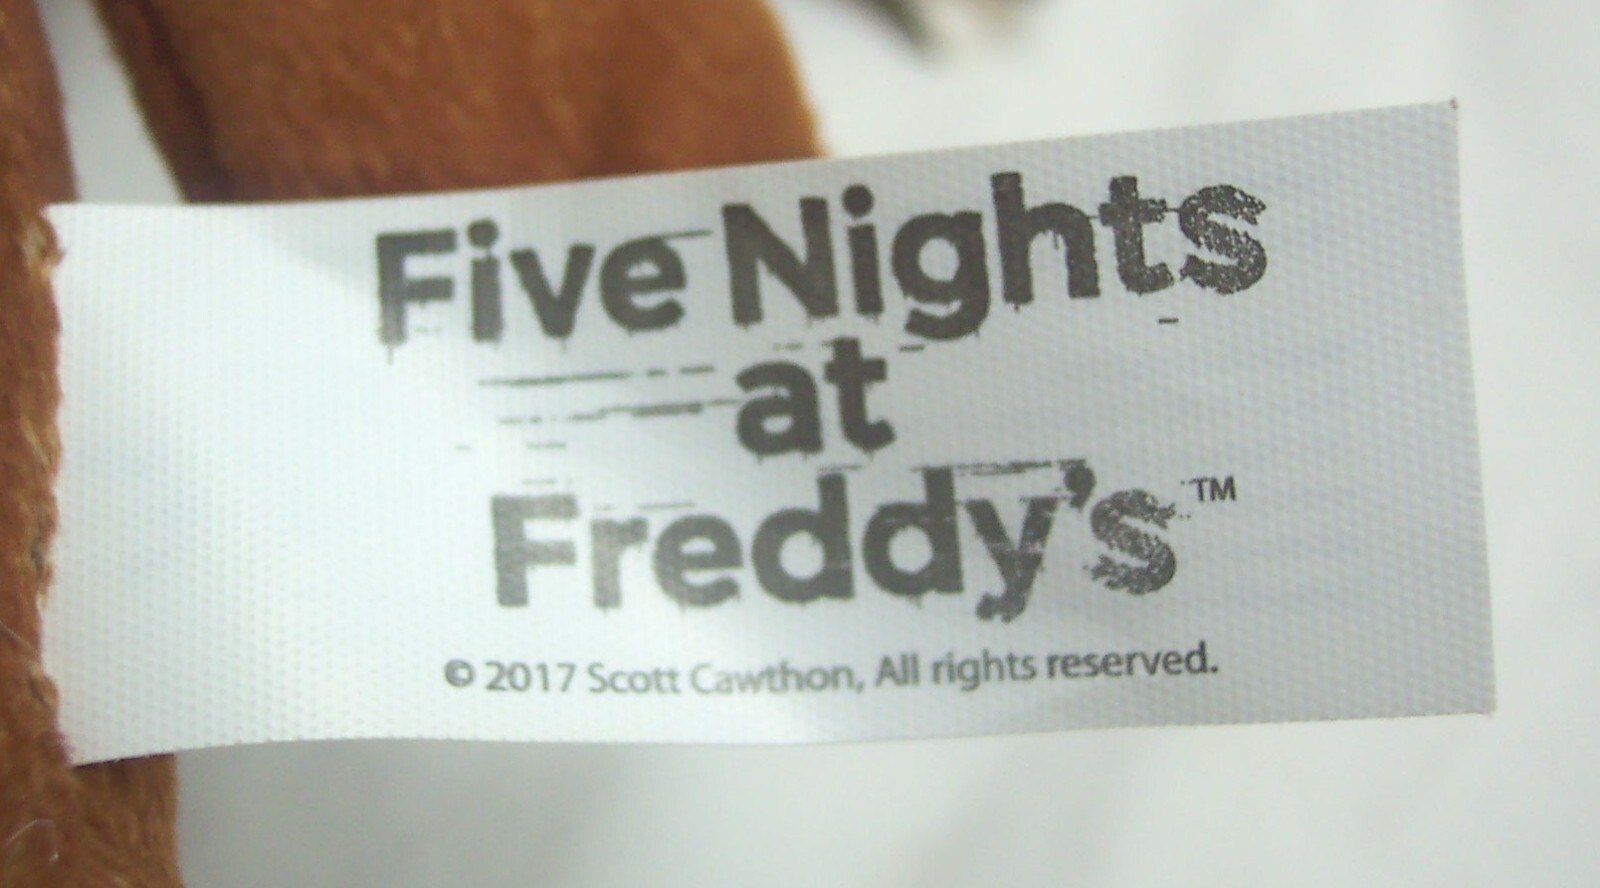 Five Nights
at
Freddy's™
© 2017 Scott Cawthon, All rights reserved.